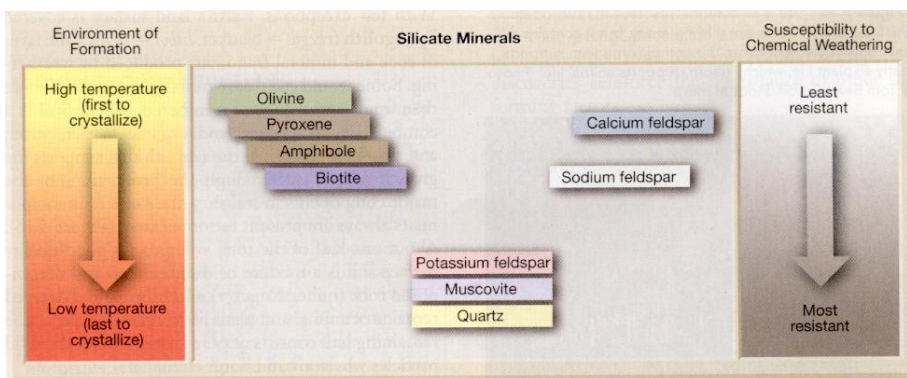 Environment of
Formation
Silicate Minerals
Susceptibility to
Chemical Weathering
High temperature
(first to
crystallize)
Olivine
Pyroxene
Amphibole
Biotite
Calcium feldspar
Sodium feldspar
Least
resistant
Potassium feldspar
Muscovite
Quartz
Low temperature
(last to
crystallize)
Most
resistant